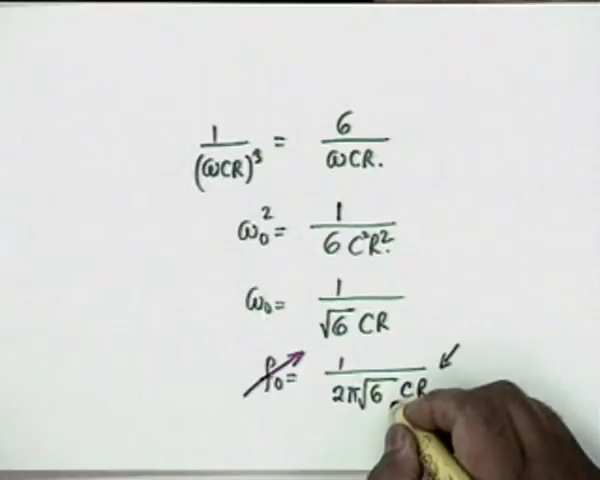 1/(ωCR)³ = 6/ωCR.
ω₀² = 1/6C²R².
ω₀ = 1/√6 CR
f₀ = 1/2π√6 CR